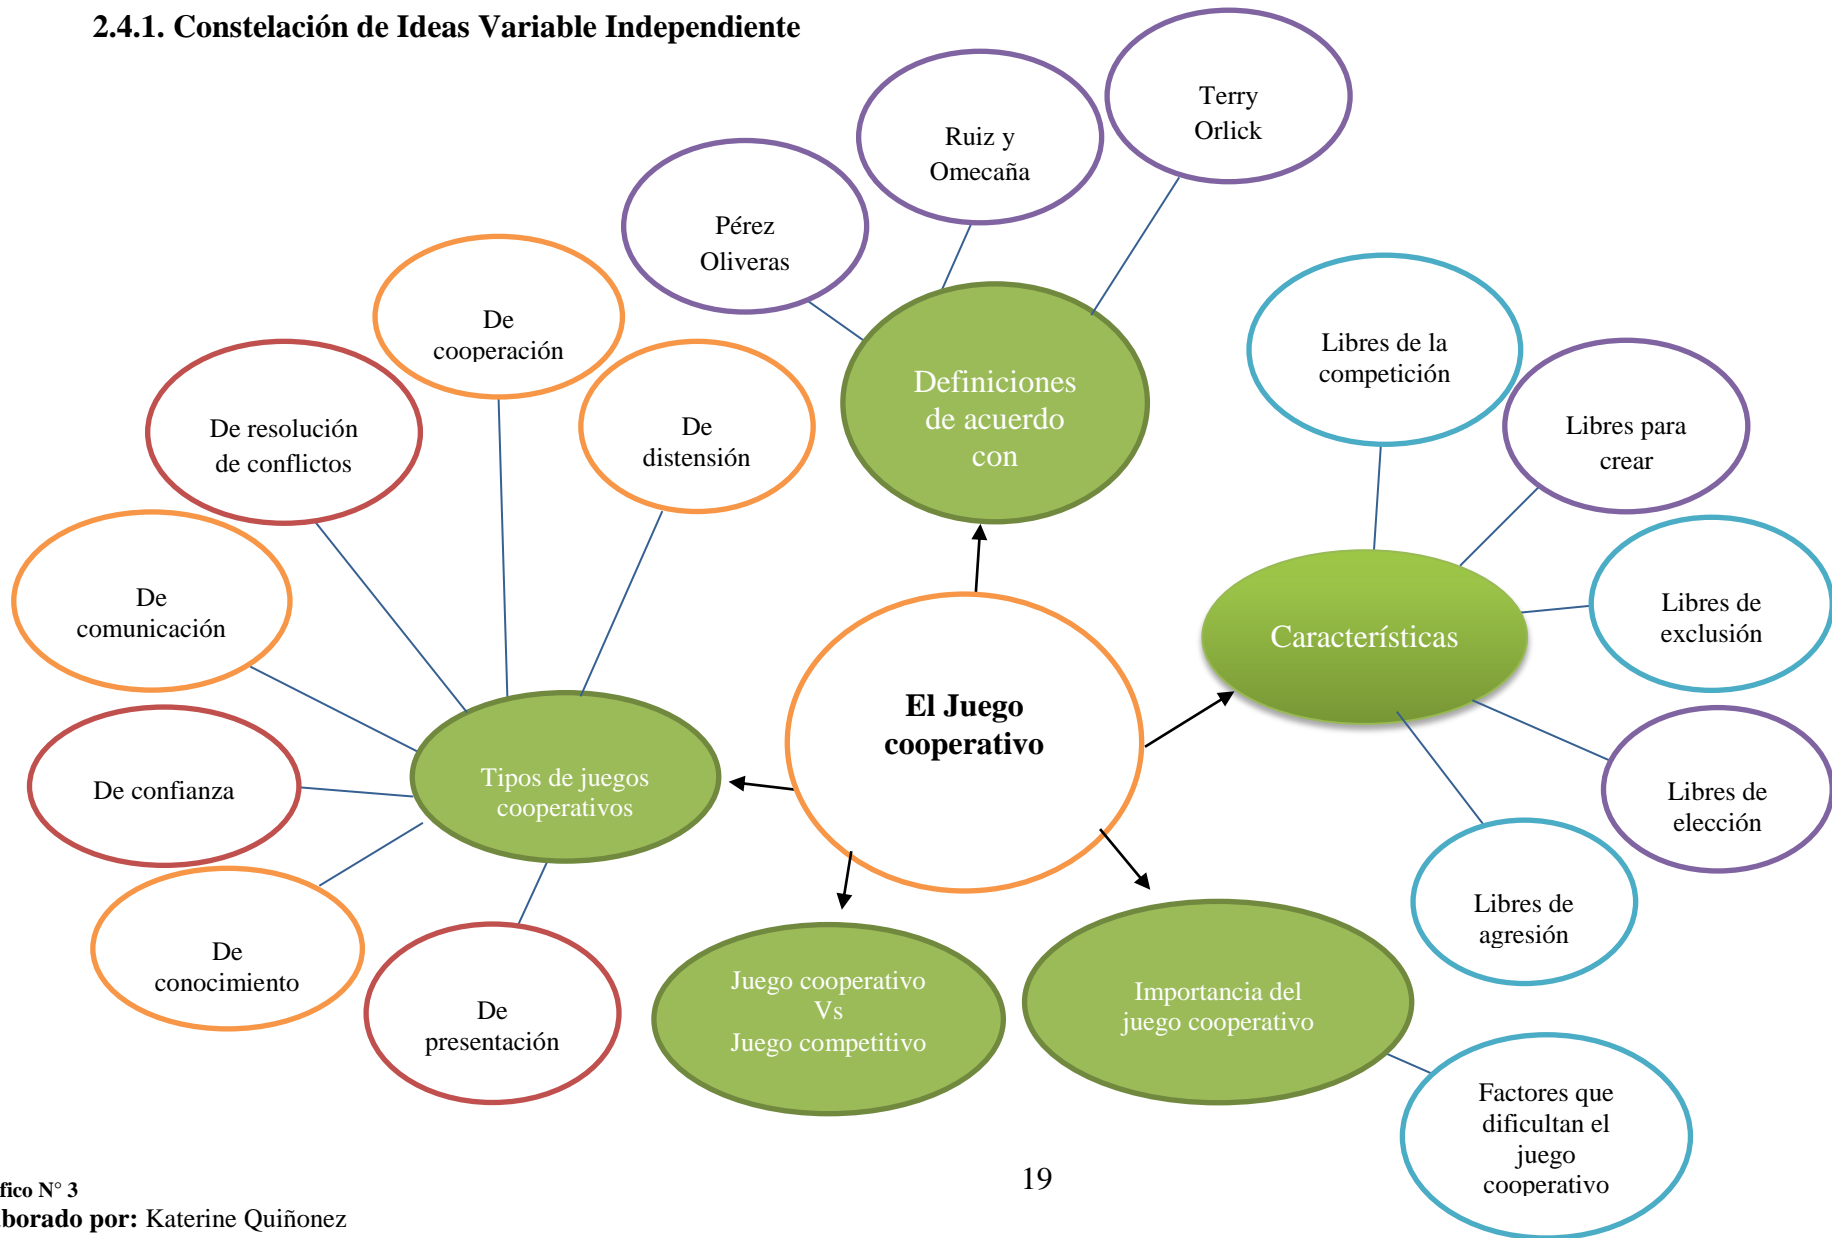 2.4.1. Constelación de Ideas Variable Independiente
Terry
Orlick
Ruiz y
Omecaña
Pérez
Oliveras
De
cooperación
De
distensión
De resolución
de conflictos
De
comunicación
De confianza
De
conocimiento
De
presentación
Definiciones
de acuerdo
con
Libres de la
competición
Libres para
crear
Libres de
exclusión
Libres de
elección
Libres de
agresión
Características
El Juego
cooperativo
Tipos de juegos
cooperativos
Juego cooperativo
Vs
Juego competitivo
Importancia del
juego cooperativo
Factores que
dificultan el
juego
cooperativo
19
fico N° 3
borado por: Katerine Quiñonez